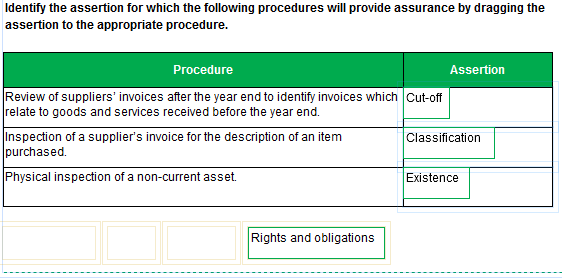 Identify the assertion for which the following procedures will provide assurance by dragging the
assertion to the appropriate procedure.
Procedure Assertion
Review of suppliers' invoices after the year end to identify invoices which Cut-off
relate to goods and services received before the year end.
Inspection of a supplier's invoice for the description of an item Classification
purchased.
Physical inspection of a non-current asset. Existence
Rights and obligations